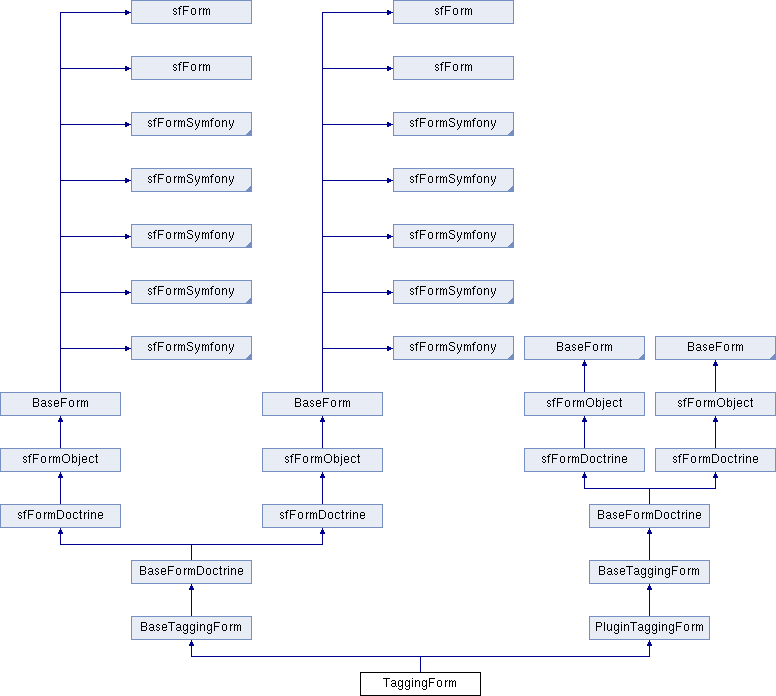 sfForm
sfForm
sfForm
sfForm
sfFormSymfony
sfFormSymfony
sfFormSymfony
sfFormSymfony
sfFormSymfony
sfFormSymfony
sfFormSymfony
sfFormSymfony
sfFormSymfony
sfFormSymfony
BaseForm
BaseForm
BaseForm
BaseForm
sfFormObject
sfFormObject
sfFormObject
sfFormObject
sfFormDoctrine
sfFormDoctrine
sfFormDoctrine
sfFormDoctrine
BaseFormDoctrine
BaseFormDoctrine
BaseTaggingForm
BaseTaggingForm
PluginTaggingForm
TaggingForm